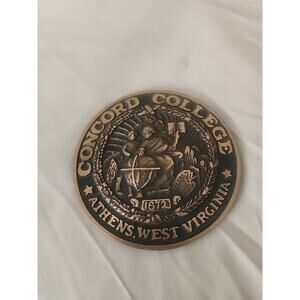 CONCORD COLLEGE
★ ATHENS, WEST VIRGINIA ★
1872